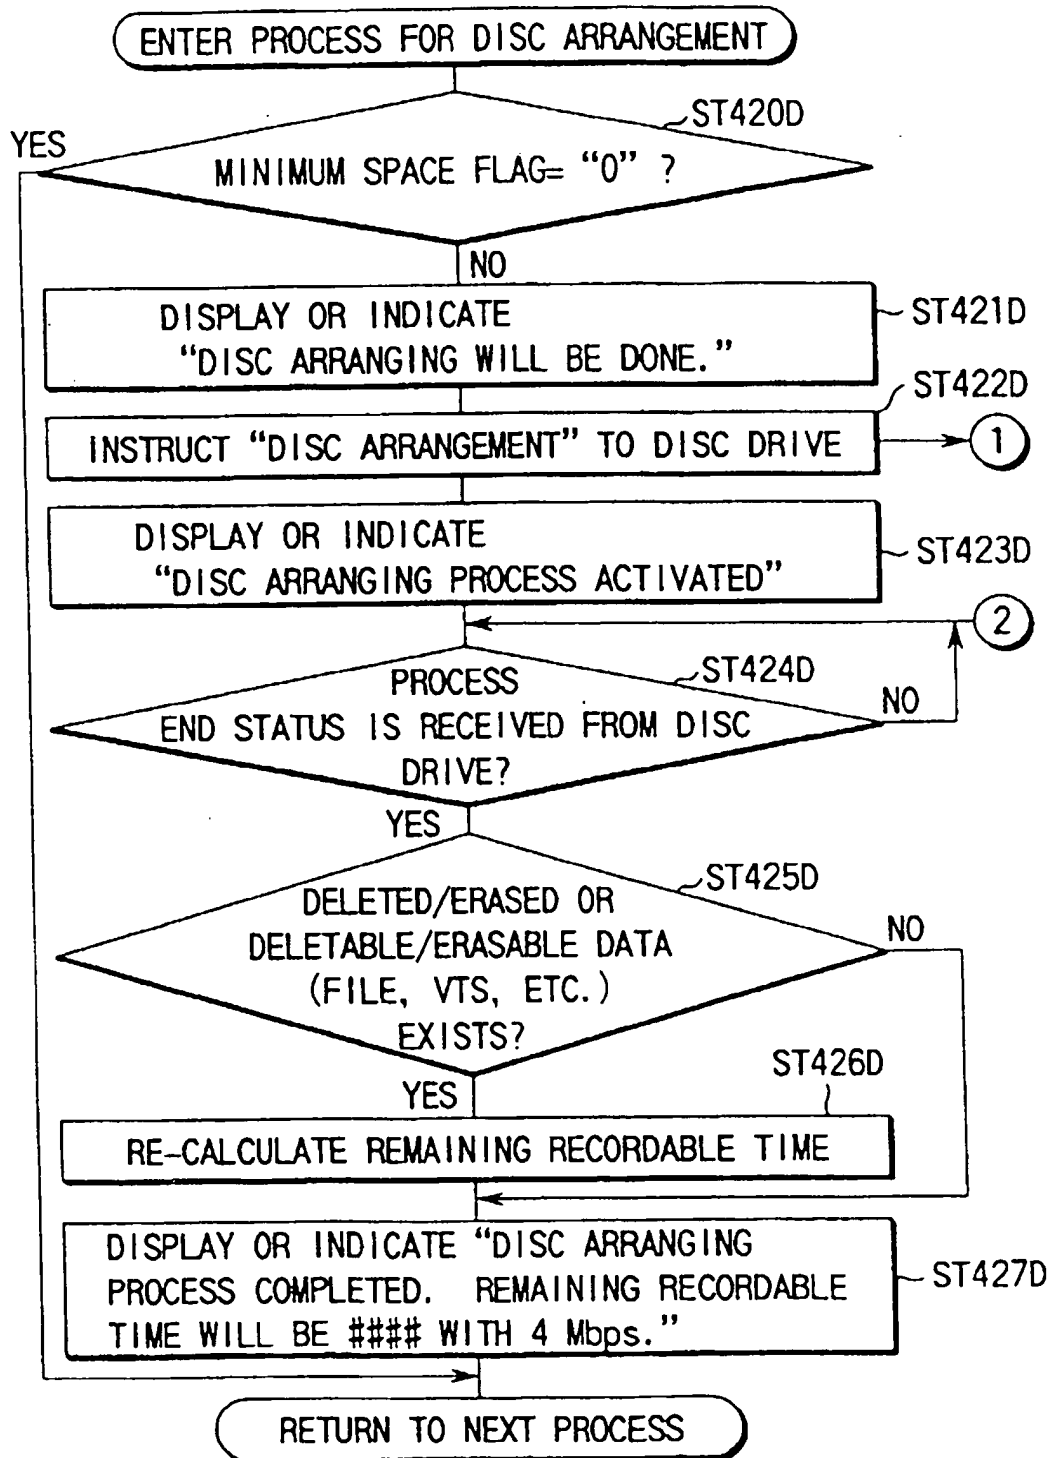 ENTER PROCESS FOR DISC ARRANGEMENT
ST420D
YES
MINIMUM SPACE FLAG= “0” ?
NO
DISPLAY OR INDICATE
“DISC ARRANGING WILL BE DONE.”
ST421D
ST422D
INSTRUCT “DISC ARRANGEMENT” TO DISC DRIVE
1
DISPLAY OR INDICATE
“DISC ARRANGING PROCESS ACTIVATED”
ST423D
2
ST424D
PROCESS
END STATUS IS RECEIVED FROM DISC
DRIVE?
NO
YES
ST425D
DELETED/ERASED OR
DELETABLE/ERASABLE DATA
(FILE, VTS, ETC.)
EXISTS?
NO
YES
ST426D
RE-CALCULATE REMAINING RECORDABLE TIME
DISPLAY OR INDICATE “DISC ARRANGING
PROCESS COMPLETED. REMAINING RECORDABLE
TIME WILL BE #### WITH 4 Mbps.”
ST427D
RETURN TO NEXT PROCESS